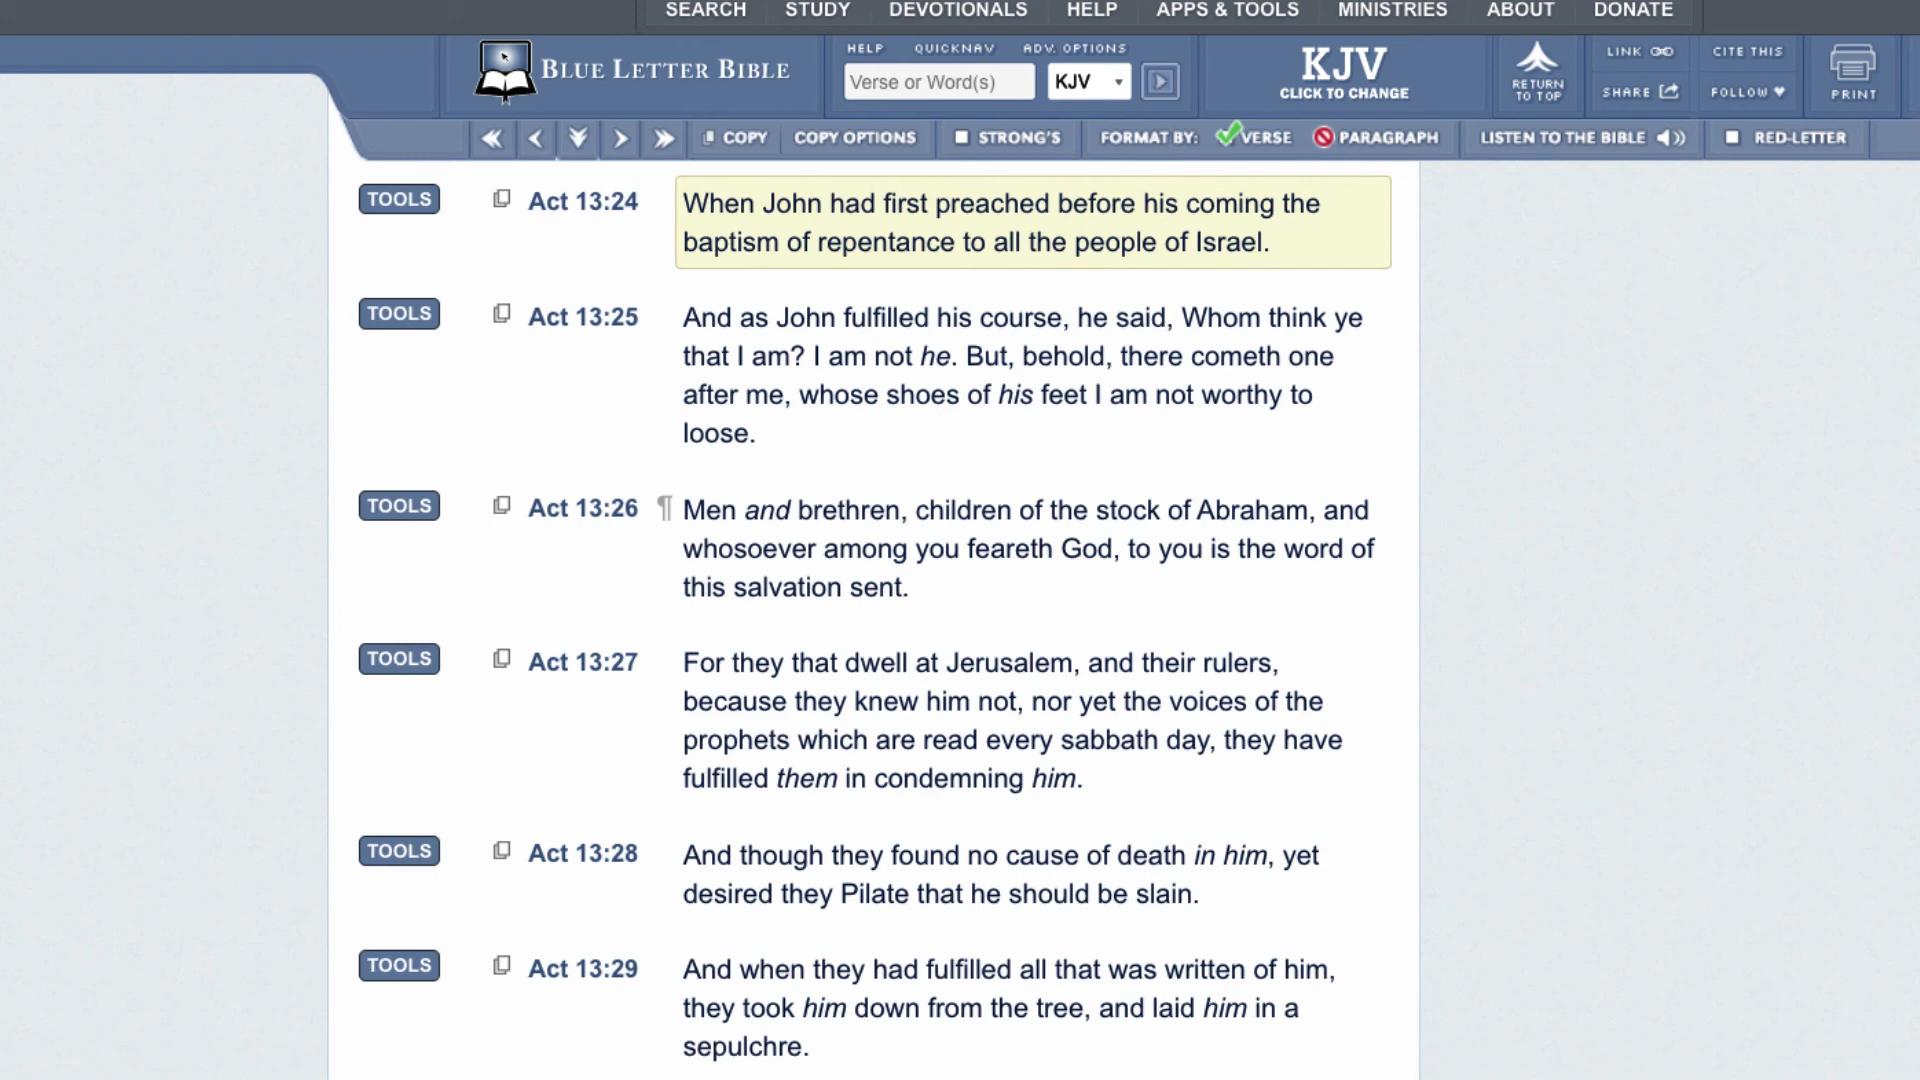 SEARCH STUDY DEVOTIONALS HELP APPS & TOOLS MINISTRIES ABOUT DONATE
BLUE LETTER BIBLE
HELP QUICKNAV ADV. OPTIONS
Verse or Word(s) KJV
KJV
CLICK TO CHANGE
RETURN
TO TOP
LINK CITE THIS
SHARE FOLLOW
PRINT
COPY COPY OPTIONS STRONG'S FORMAT BY: VERSE PARAGRAPH LISTEN TO THE BIBLE RED-LETTER
TOOLS Act 13:24 When John had first preached before his coming the
baptism of repentance to all the people of Israel.
TOOLS Act 13:25 And as John fulfilled his course, he said, Whom think ye
that I am? I am not he. But, behold, there cometh one
after me, whose shoes of his feet I am not worthy to
loose.
TOOLS Act 13:26 ¶ Men and brethren, children of the stock of Abraham, and
whosoever among you feareth God, to you is the word of
this salvation sent.
TOOLS Act 13:27 For they that dwell at Jerusalem, and their rulers,
because they knew him not, nor yet the voices of the
prophets which are read every sabbath day, they have
fulfilled them in condemning him.
TOOLS Act 13:28 And though they found no cause of death in him, yet
desired they Pilate that he should be slain.
TOOLS Act 13:29 And when they had fulfilled all that was written of him,
they took him down from the tree, and laid him in a
sepulchre.